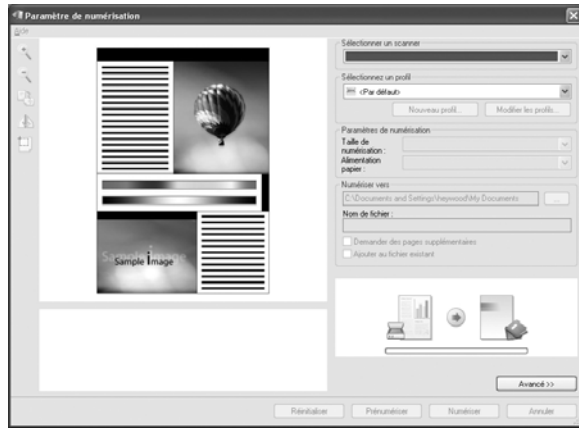 Paramètre de numérisation
Aide
Sélectionner un scanner
Sélectionnez un profil
<Par défaut>
Nouveau profil...
Modifier les profils...
Paramètres de numérisation
Taille de
numérisation :
Alimentation
papier :
Numériser vers
C:\Documents and Settings\heywood\My Documents
...
Nom de fichier :
Demander des pages supplémentaires
Ajouter au fichier existant
Sample image
Sample image
Avancé >>
Réinitialiser
Prénumériser
Numériser
Annuler